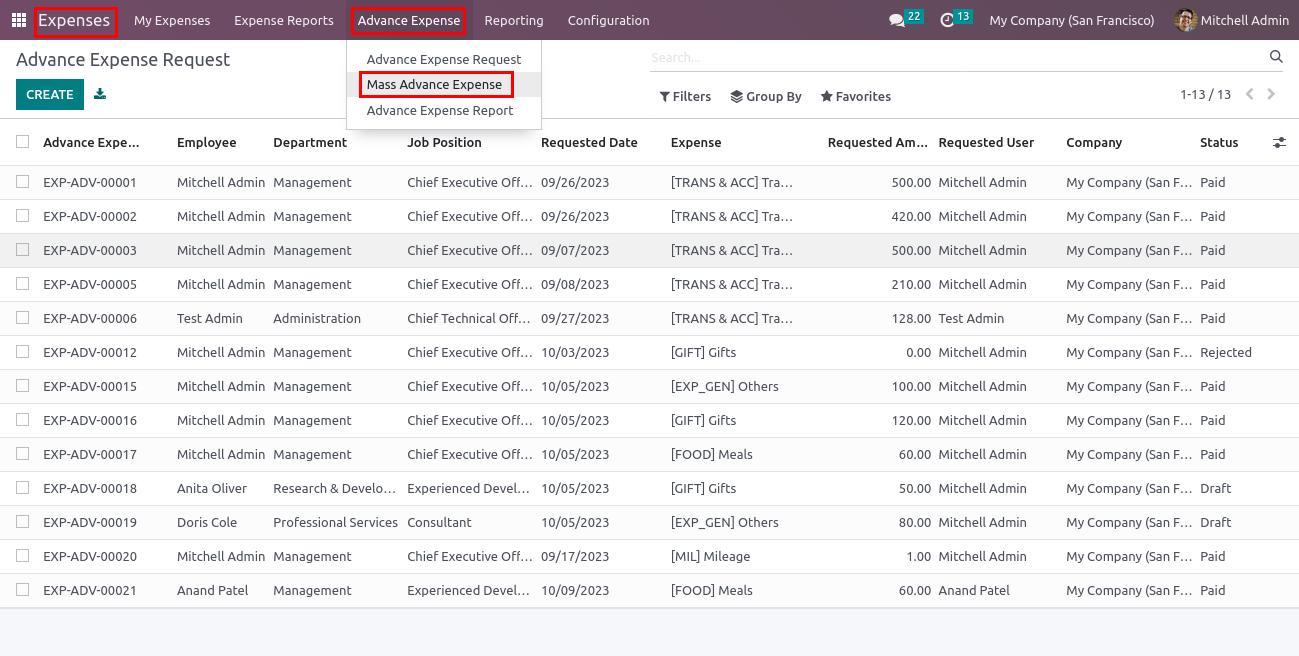 Expenses My Expenses Expense Reports Advance Expense Reporting Configuration 22 13 My Company (San Francisco) Mitchell Admin
Advance Expense Request
Search...
Advance Expense Request
Mass Advance Expense
Advance Expense Report
CREATE
Filters Group By Favorites 1-13 / 13
Advance Expe... Employee Department Job Position Requested Date Expense Requested Am... Requested User Company Status
EXP-ADV-00001 Mitchell Admin Management Chief Executive Off... 09/26/2023 [TRANS & ACC] Tra... 500.00 Mitchell Admin My Company (San F... Paid
EXP-ADV-00002 Mitchell Admin Management Chief Executive Off... 09/26/2023 [TRANS & ACC] Tra... 420.00 Mitchell Admin My Company (San F... Paid
EXP-ADV-00003 Mitchell Admin Management Chief Executive Off... 09/07/2023 [TRANS & ACC] Tra... 500.00 Mitchell Admin My Company (San F... Paid
EXP-ADV-00005 Mitchell Admin Management Chief Executive Off... 09/08/2023 [TRANS & ACC] Tra... 210.00 Mitchell Admin My Company (San F... Paid
EXP-ADV-00006 Test Admin Administration Chief Technical Off... 09/27/2023 [TRANS & ACC] Tra... 128.00 Test Admin My Company (San F... Paid
EXP-ADV-00012 Mitchell Admin Management Chief Executive Off... 10/03/2023 [GIFT] Gifts 0.00 Mitchell Admin My Company (San F... Rejected
EXP-ADV-00015 Mitchell Admin Management Chief Executive Off... 10/05/2023 [EXP_GEN] Others 100.00 Mitchell Admin My Company (San F... Paid
EXP-ADV-00016 Mitchell Admin Management Chief Executive Off... 10/05/2023 [GIFT] Gifts 120.00 Mitchell Admin My Company (San F... Paid
EXP-ADV-00017 Mitchell Admin Management Chief Executive Off... 10/05/2023 [FOOD] Meals 60.00 Mitchell Admin My Company (San F... Paid
EXP-ADV-00018 Anita Oliver Research & Develo... Experienced Devel... 10/05/2023 [GIFT] Gifts 50.00 Mitchell Admin My Company (San F... Draft
EXP-ADV-00019 Doris Cole Professional Services Consultant 10/05/2023 [EXP_GEN] Others 80.00 Mitchell Admin My Company (San F... Draft
EXP-ADV-00020 Mitchell Admin Management Chief Executive Off... 09/17/2023 [MIL] Mileage 1.00 Mitchell Admin My Company (San F... Paid
EXP-ADV-00021 Anand Patel Management Experienced Devel... 10/09/2023 [FOOD] Meals 60.00 Anand Patel My Company (San F... Paid